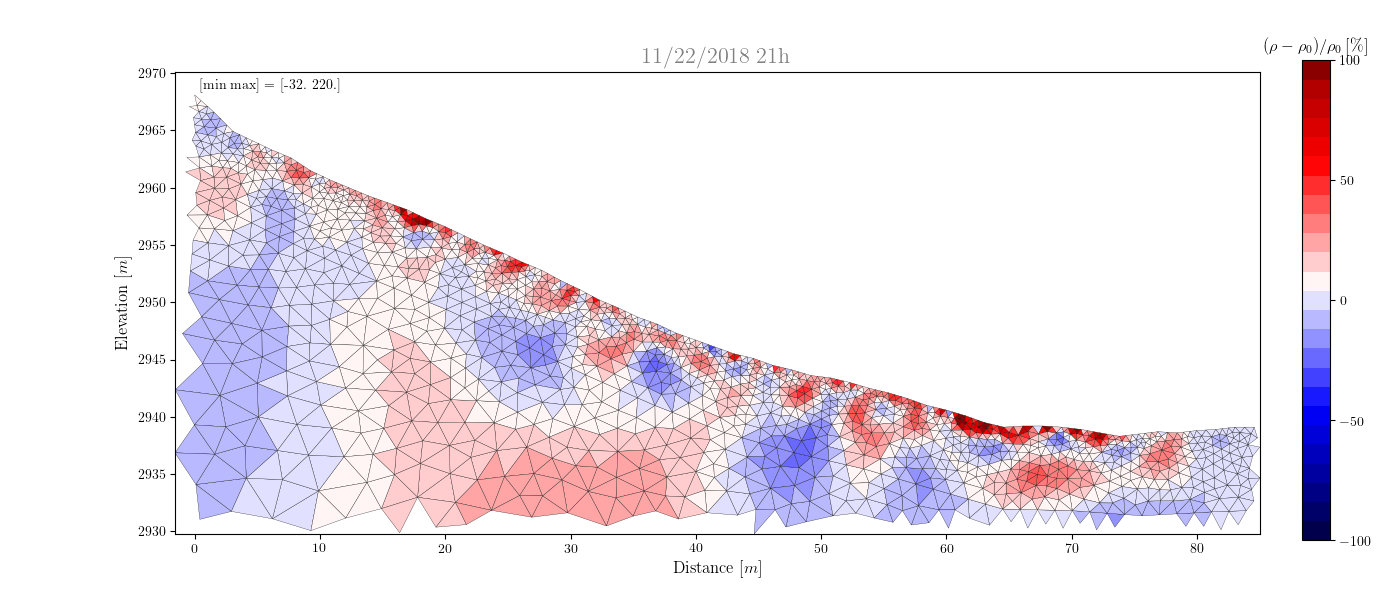 11/22/2018 21h
(ρ − ρ₀)/ρ₀ [%]
[min max] = [-32. 220.]
2970
2965
2960
2955
2950
2945
2940
2935
2930
Elevation [m]
0 10 20 30 40 50 60 70 80
Distance [m]
100
50
0
−50
−100